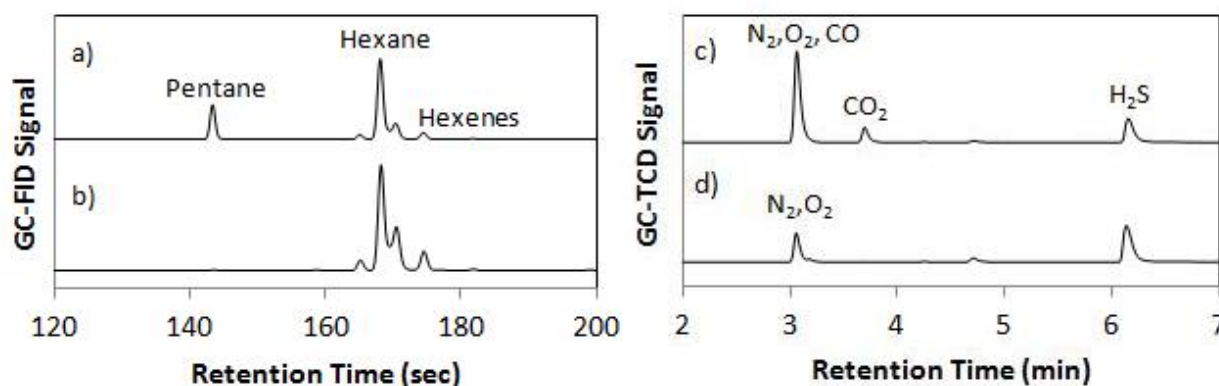 GC-FID Signal
a)
Pentane
Hexane
Hexenes
b)
120 140 160 180 200
Retention Time (sec)
GC-TCD Signal
c)
N₂,O₂, CO
CO₂
H₂S
d)
N₂,O₂
2 3 4 5 6 7
Retention Time (min)